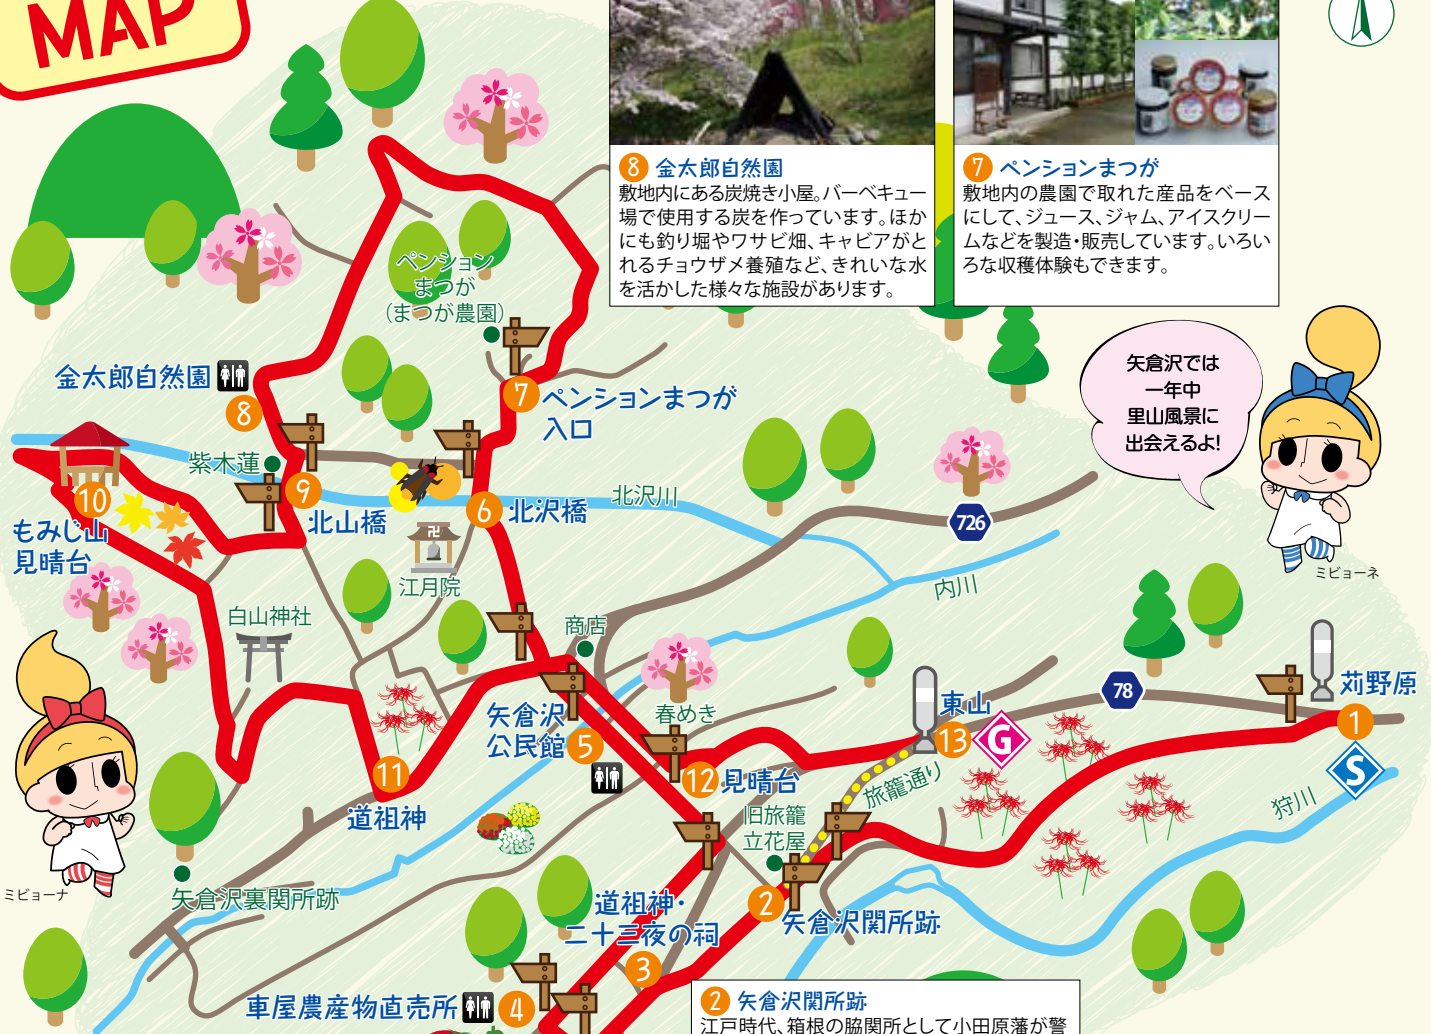 MAP
8 金太郎自然園
敷地内にある炭焼き小屋。バーベキュー
場で使用する炭を作っています。ほか
にも釣り堀やワサビ畑、キャビアがと
れるチョウザメ養殖など、きれいな水
を活かした様々な施設があります。
7 ペンションまつが
敷地内の農園で取れた産品をベース
にして、ジュース、ジャム、アイスクリー
ムなどを製造・販売しています。いろい
ろな収穫体験もできます。
矢倉沢では
一年中
里山風景に
出会えるよ!
ミビョーネ
ペンション
まつが
(まつが農園)
金太郎自然園
8
7 ペンションまつが
入口
紫木蓮
9
北山橋
6 北沢橋
北沢川
726
10
もみじ山
見晴台
江月院
卍
内川
白山神社
商店
78
苅野原
1
S
東山
13
G
春めき
矢倉沢
公民館 5
11
道祖神
12 見晴台
旅籠通り
旧旅籠
立花屋
狩川
ミビョーナ
矢倉沢裏関所跡
2 矢倉沢関所跡
道祖神・
二十三夜の祠
3
車屋農産物直売所
4
2 矢倉沢関所跡
江戸時代、箱根の脇関所として小田原藩が警